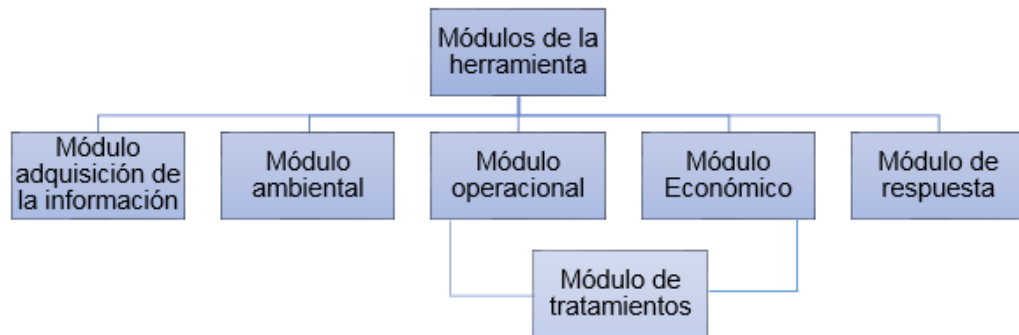 Módulos de la
herramienta
Módulo
adquisición de
la información
Módulo
ambiental
Módulo
operacional
Módulo
Económico
Módulo de
respuesta
Módulo de
tratamientos